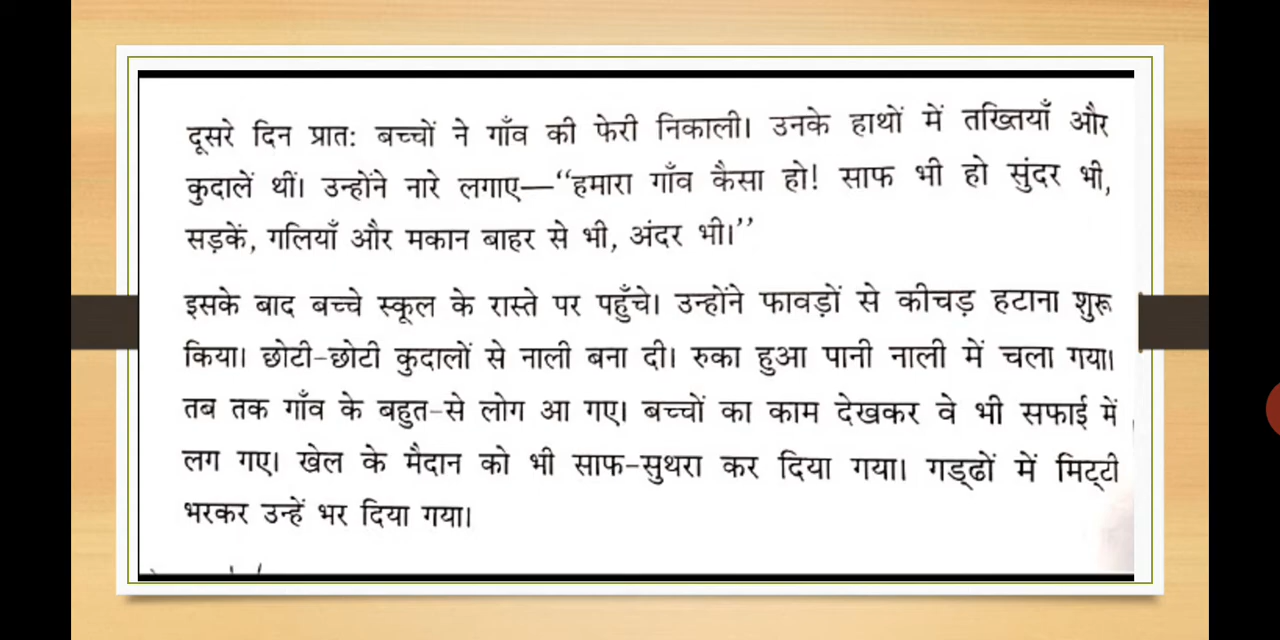 दूसरे दिन प्रात: बच्चों ने गाँव की फेरी निकाली। उनके हाथों में तख्तियाँ और
कुदालें थीं। उन्होंने नारे लगाए—“हमारा गाँव कैसा हो! साफ भी हो सुंदर भी,
सड़कें, गलियाँ और मकान बाहर से भी, अंदर भी।”
इसके बाद बच्चे स्कूल के रास्ते पर पहुँचे। उन्होंने फावड़ों से कीचड़ हटाना शुरू
किया। छोटी-छोटी कुदालों से नाली बना दी। रुका हुआ पानी नाली में चला गया।
तब तक गाँव के बहुत-से लोग आ गए। बच्चों का काम देखकर वे भी सफाई में
लग गए। खेल के मैदान को भी साफ-सुथरा कर दिया गया। गड्‌ढों में मिट्‌टी
भरकर उन्हें भर दिया गया।